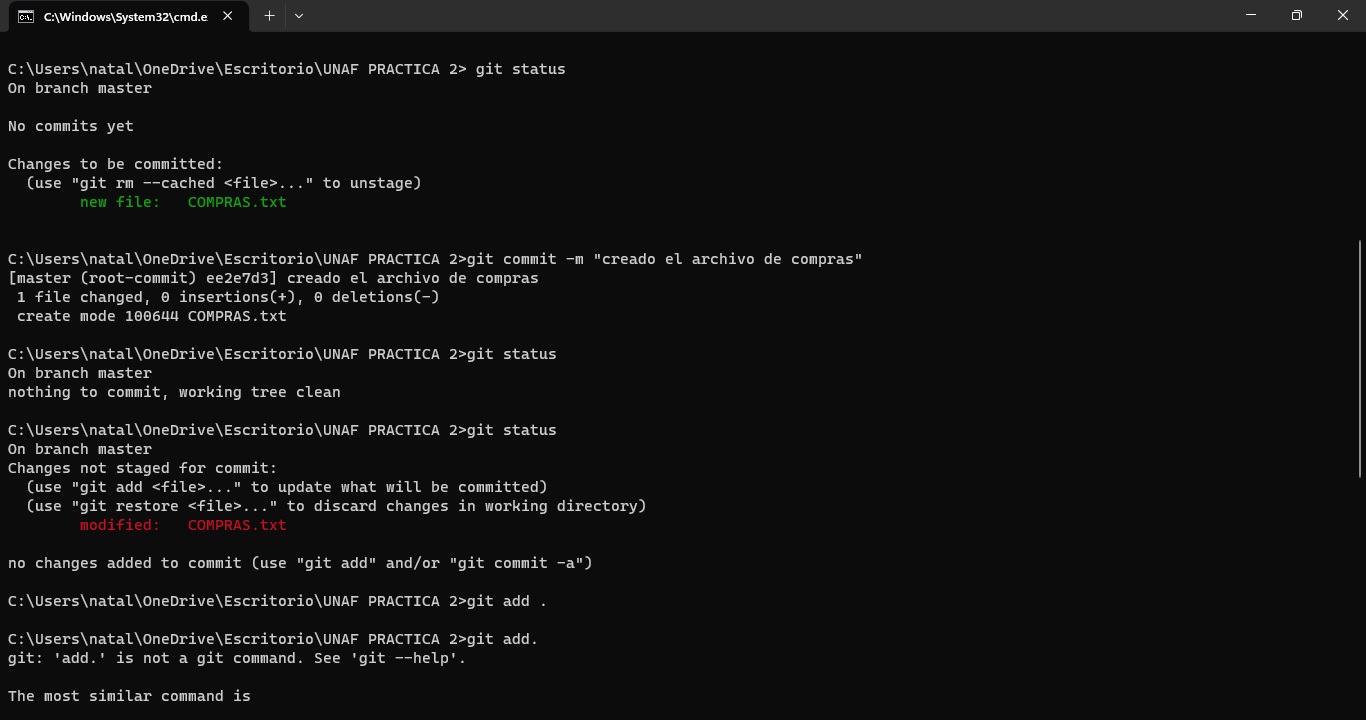 C:\Windows\System32\cmd.e
C:\Users\natal\OneDrive\Escritorio\UNAF PRACTICA 2> git status
On branch master
No commits yet
Changes to be committed:
  (use "git rm --cached <file>..." to unstage)
        new file:   COMPRAS.txt
C:\Users\natal\OneDrive\Escritorio\UNAF PRACTICA 2>git commit -m "creado el archivo de compras"
[master (root-commit) ee2e7d3] creado el archivo de compras
 1 file changed, 0 insertions(+), 0 deletions(-)
 create mode 100644 COMPRAS.txt
C:\Users\natal\OneDrive\Escritorio\UNAF PRACTICA 2>git status
On branch master
nothing to commit, working tree clean
C:\Users\natal\OneDrive\Escritorio\UNAF PRACTICA 2>git status
On branch master
Changes not staged for commit:
  (use "git add <file>..." to update what will be committed)
  (use "git restore <file>..." to discard changes in working directory)
        modified:   COMPRAS.txt
no changes added to commit (use "git add" and/or "git commit -a")
C:\Users\natal\OneDrive\Escritorio\UNAF PRACTICA 2>git add .
C:\Users\natal\OneDrive\Escritorio\UNAF PRACTICA 2>git add.
git: 'add.' is not a git command. See 'git --help'.
The most similar command is